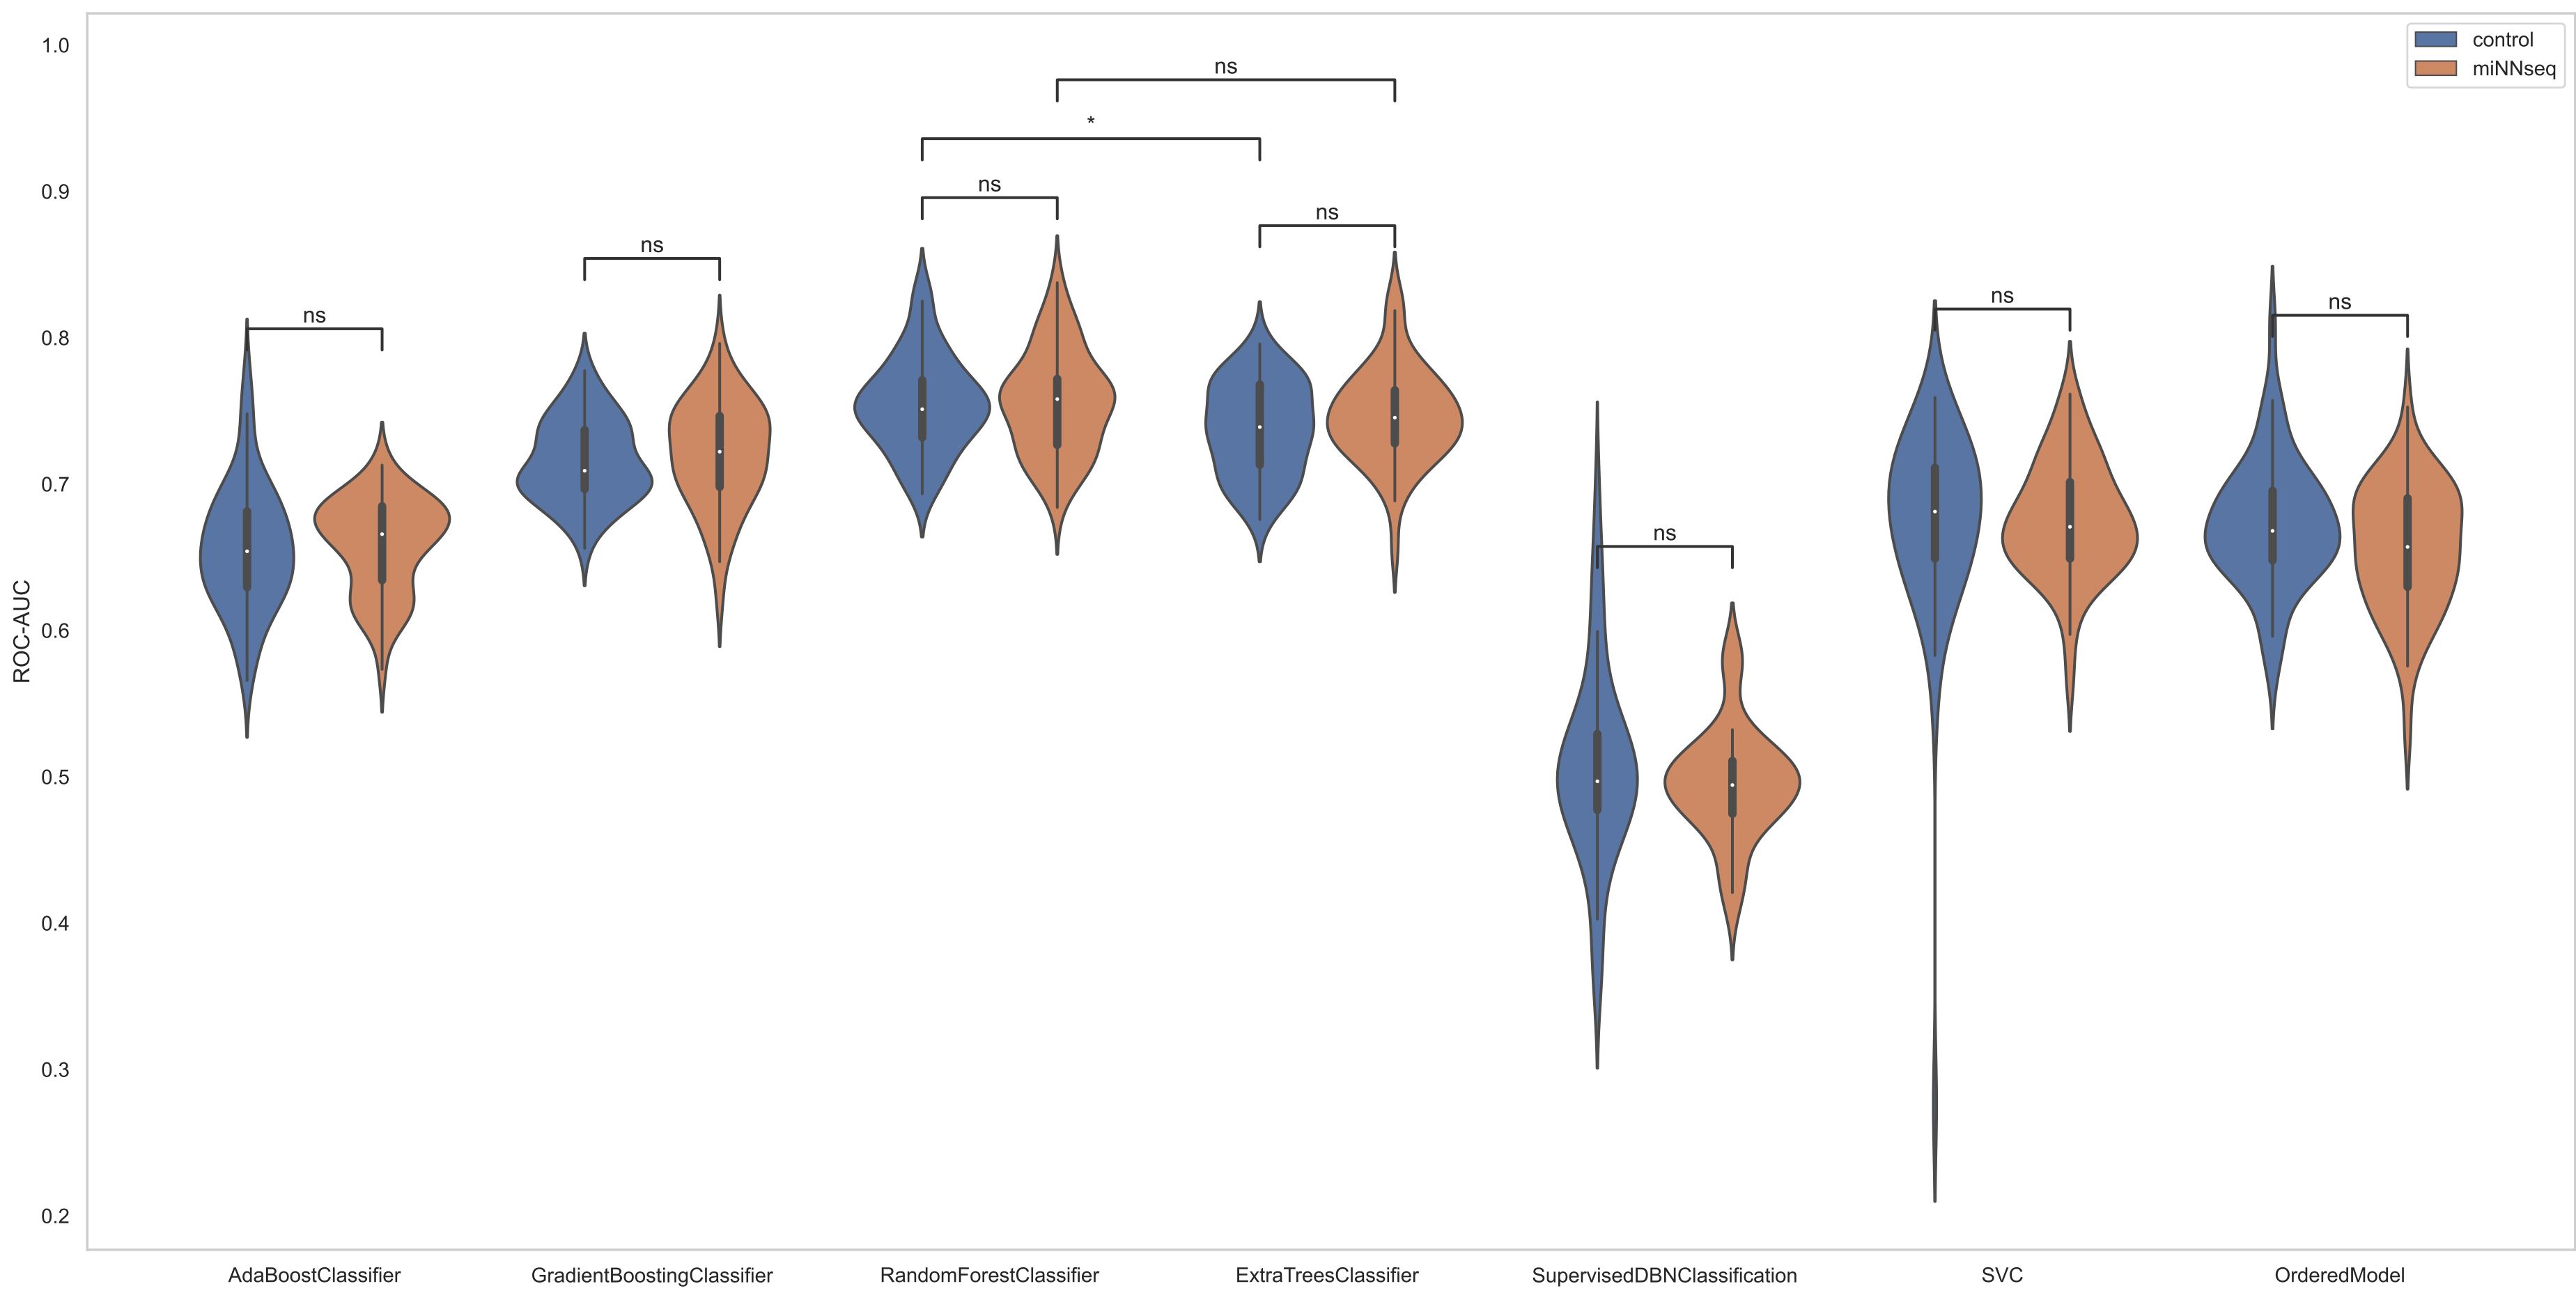 control
miNNseq
1.0
0.9
0.8
0.7
0.6
0.5
0.4
0.3
0.2
ROC-AUC
ns
ns
ns
*
ns
ns
ns
ns
ns
AdaBoostClassifier
GradientBoostingClassifier
RandomForestClassifier
ExtraTreesClassifier
SupervisedDBNClassification
SVC
OrderedModel